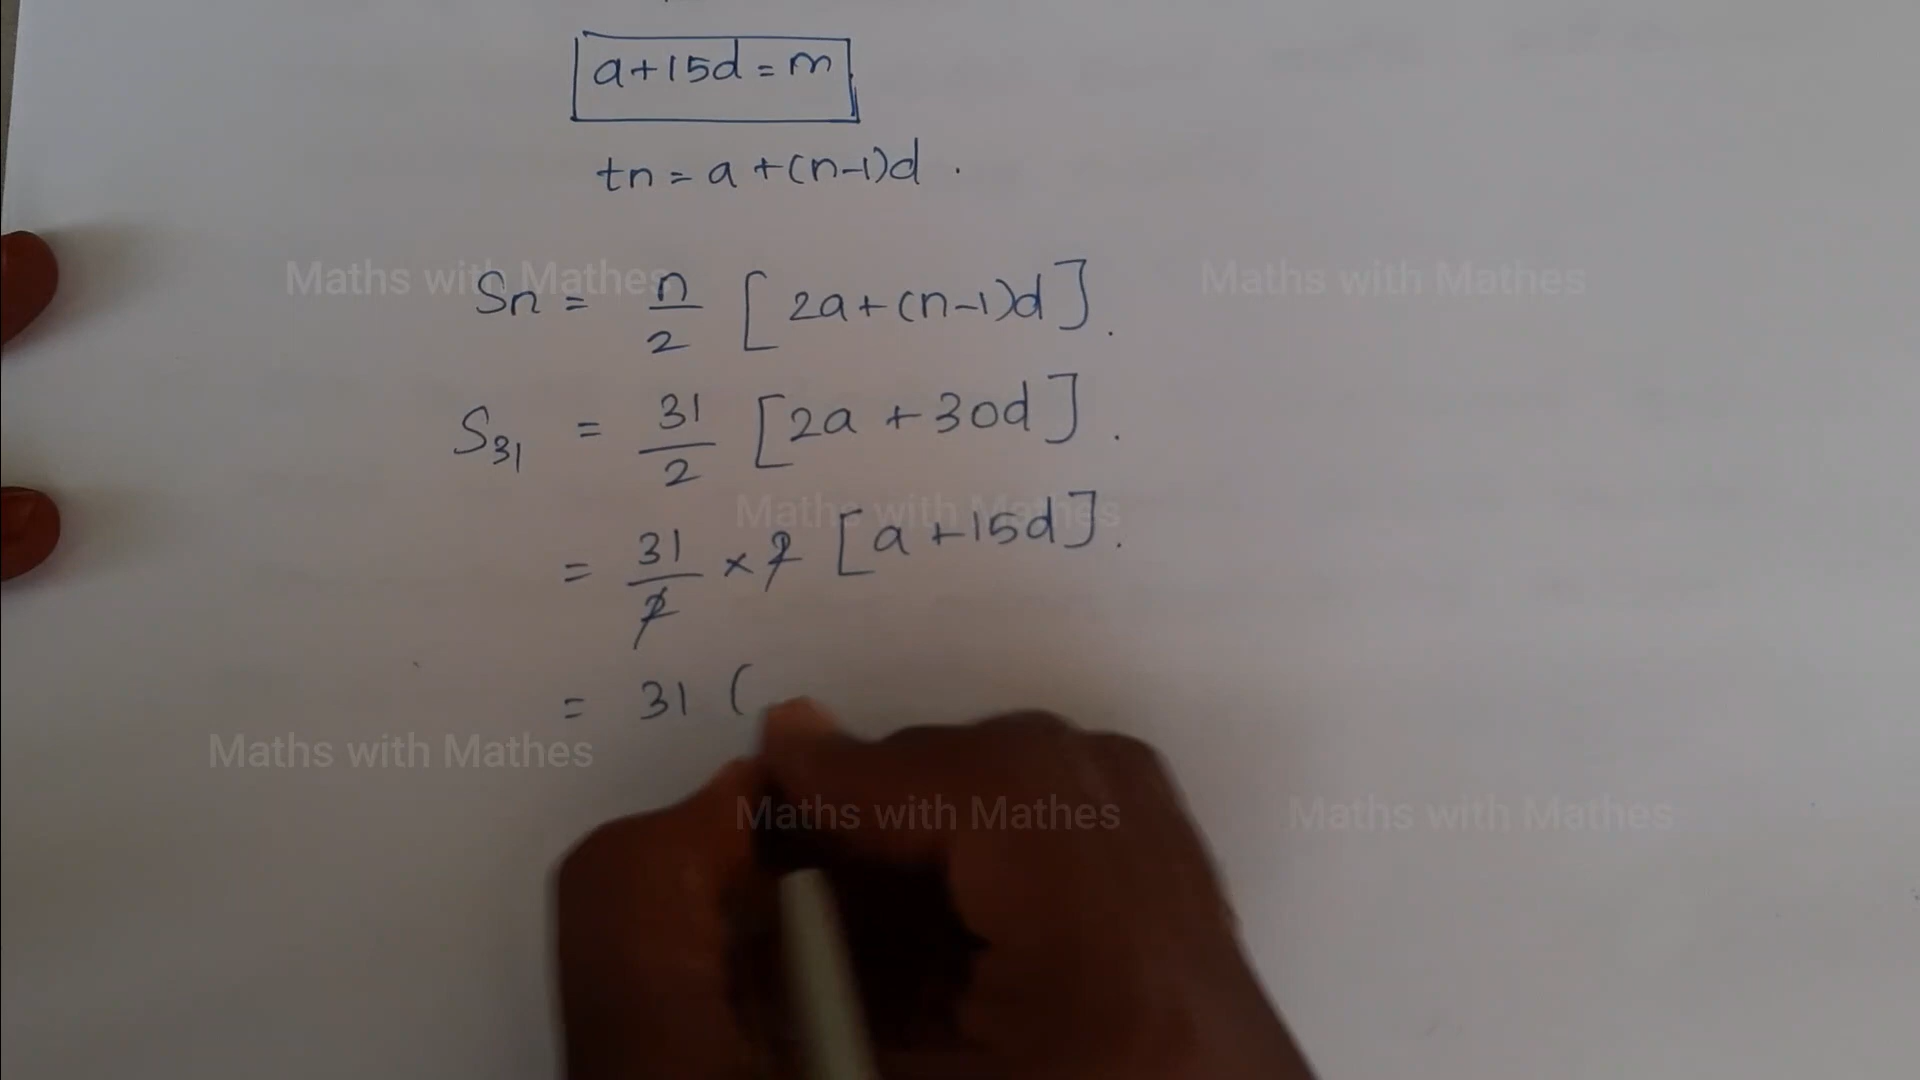 a+15d = m
tn = a + (n-1)d .
Maths with Mathes Maths with Mathes
Sn = n/2 [2a+(n-1)d].
S31 = 31/2 [2a + 30d].
Maths with Mathes
= 31/2 × 2 [a+15d].
= 31 (
Maths with Mathes
Maths with Mathes Maths with Mathes